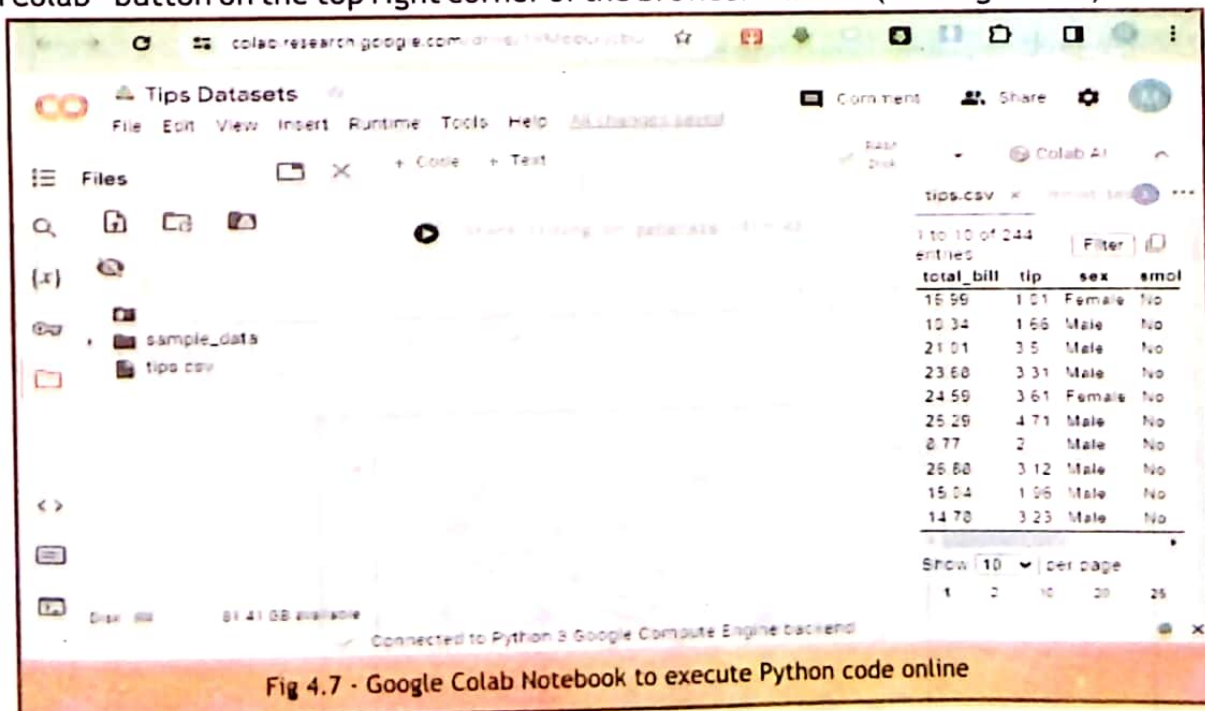 Colab" button on the top right corner of the
colab.research.google.com
Tips Datasets
File Edit View Insert Runtime Tools Help All changes saved
Comment Share
Files
+ Code + Text
RAM
Disk
Colab AI
tips.csv ×
1 to 10 of 244
entries
Filter
total_bill tip sex smol
16.99 1.01 Female No
10.34 1.66 Male No
21.01 3.5 Male No
23.68 3.31 Male No
24.59 3.61 Female No
25.29 4.71 Male No
8.77 2 Male No
26.88 3.12 Male No
15.04 1.96 Male No
14.78 3.23 Male No
{x}
sample_data
tips.csv
< >
Show 10 per page
1 2 10 20 25
Disk 81.41 GB available
Connected to Python 3 Google Compute Engine backend
Fig 4.7 - Google Colab Notebook to execute Python code online